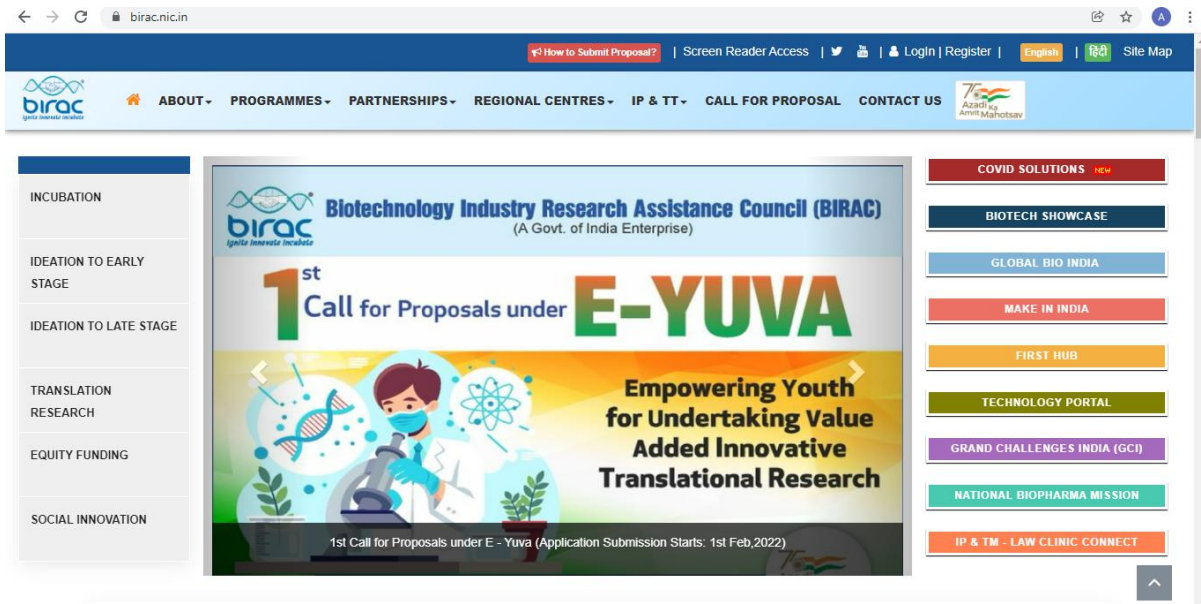 birac.nic.in
A
How to Submit Proposal? | Screen Reader Access | | LogIn | Register | English | हिंदी Site Map
birac
Ignite Innovate Incubate
ABOUT PROGRAMMES PARTNERSHIPS REGIONAL CENTRES IP & TT CALL FOR PROPOSAL CONTACT US
Azadi Ka
Amrit Mahotsav
INCUBATION
IDEATION TO EARLY
STAGE
IDEATION TO LATE STAGE
TRANSLATION
RESEARCH
EQUITY FUNDING
SOCIAL INNOVATION
birac
Ignite Innovate Incubate
Biotechnology Industry Research Assistance Council (BIRAC)
(A Govt. of India Enterprise)
1st
Call for Proposals under E-YUVA
Empowering Youth
for Undertaking Value
Added Innovative
Translational Research
1st Call for Proposals under E - Yuva (Application Submission Starts: 1st Feb,2022)
COVID SOLUTIONS NEW
BIOTECH SHOWCASE
GLOBAL BIO INDIA
MAKE IN INDIA
FIRST HUB
TECHNOLOGY PORTAL
GRAND CHALLENGES INDIA (GCI)
NATIONAL BIOPHARMA MISSION
IP & TM - LAW CLINIC CONNECT